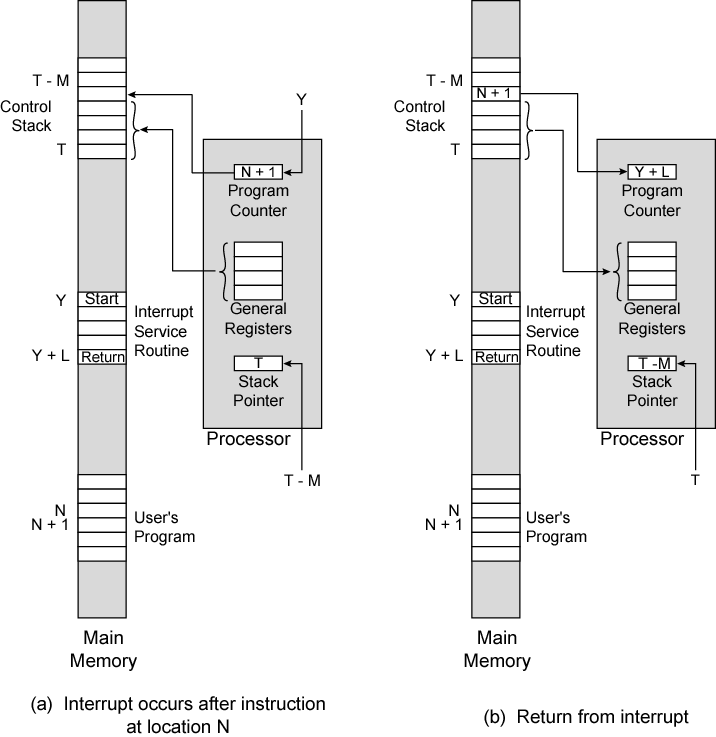 T - M
Control
Stack
T
Y
N + 1
Program
Counter
Y
Start
Interrupt
Service
Routine
General
Registers
Y + L
Return
T
Stack
Pointer
Processor
T - M
N
N + 1
User's
Program
Main
Memory
(a) Interrupt occurs after instruction
at location N
T - M
N + 1
Control
Stack
T
Y + L
Program
Counter
Y
Start
Interrupt
Service
Routine
General
Registers
Y + L
Return
T -M
Stack
Pointer
Processor
T
N
N + 1
User's
Program
Main
Memory
(b) Return from interrupt